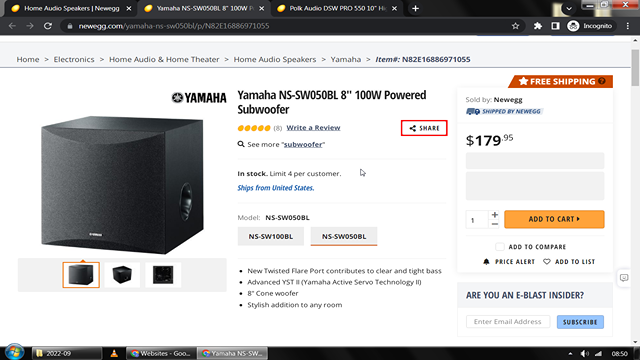 Home Audio Speakers | Newegg
Yamaha NS-SW050BL 8" 100W P
Polk Audio DSW PRO 550 10" H
newegg.com/yamaha-ns-sw050bl/p/N82E16886971055
Incognito
Home > Electronics > Home Audio & Home Theater > Home Audio Speakers > Yamaha > Item#: N82E16886971055
FREE SHIPPING
YAMAHA
Yamaha NS-SW050BL 8" 100W Powered
Subwoofer
(8) Write a Review
SHARE
See more "subwoofer"
In stock. Limit 4 per customer.
Ships from United States.
Model: NS-SW050BL
NS-SW100BL
NS-SW050BL
New Twisted Flare Port contributes to clear and tight bass
Advanced YST II (Yamaha Active Servo Technology II)
8" Cone woofer
Stylish addition to any room
Sold by: Newegg
SHIPPED BY NEWEGG
$179.95
1
ADD TO CART
ADD TO COMPARE
PRICE ALERT
ADD TO LIST
ARE YOU AN E-BLAST INSIDER?
Enter Email Address
SUBSCRIBE
2022-09
Websites - Goo...
Yamaha NS-SW...
08:50